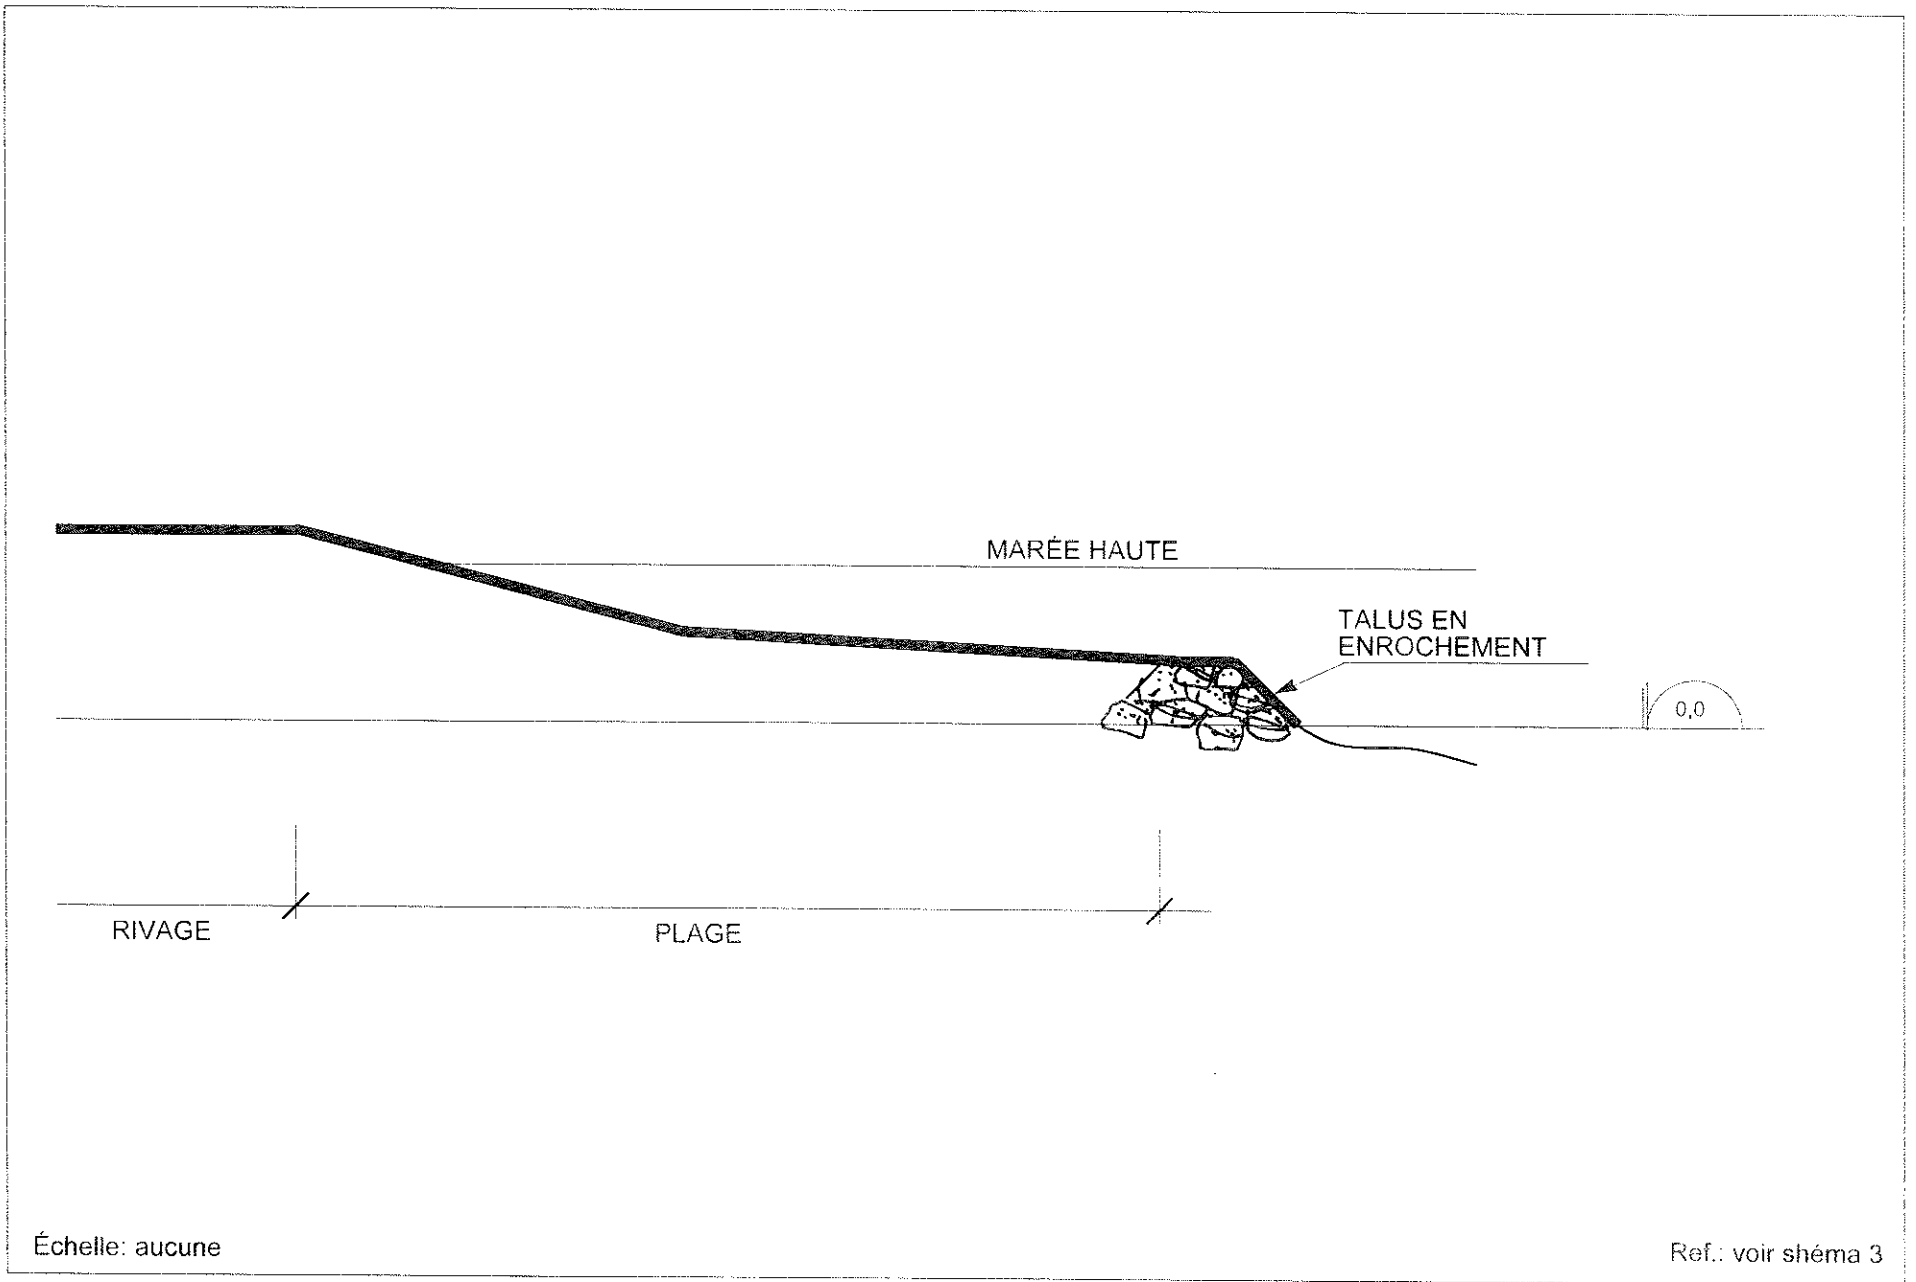 MARÉE HAUTE
TALUS EN
ENROCHEMENT
0,0
RIVAGE
PLAGE
Échelle: aucune
Ref.: voir shéma 3